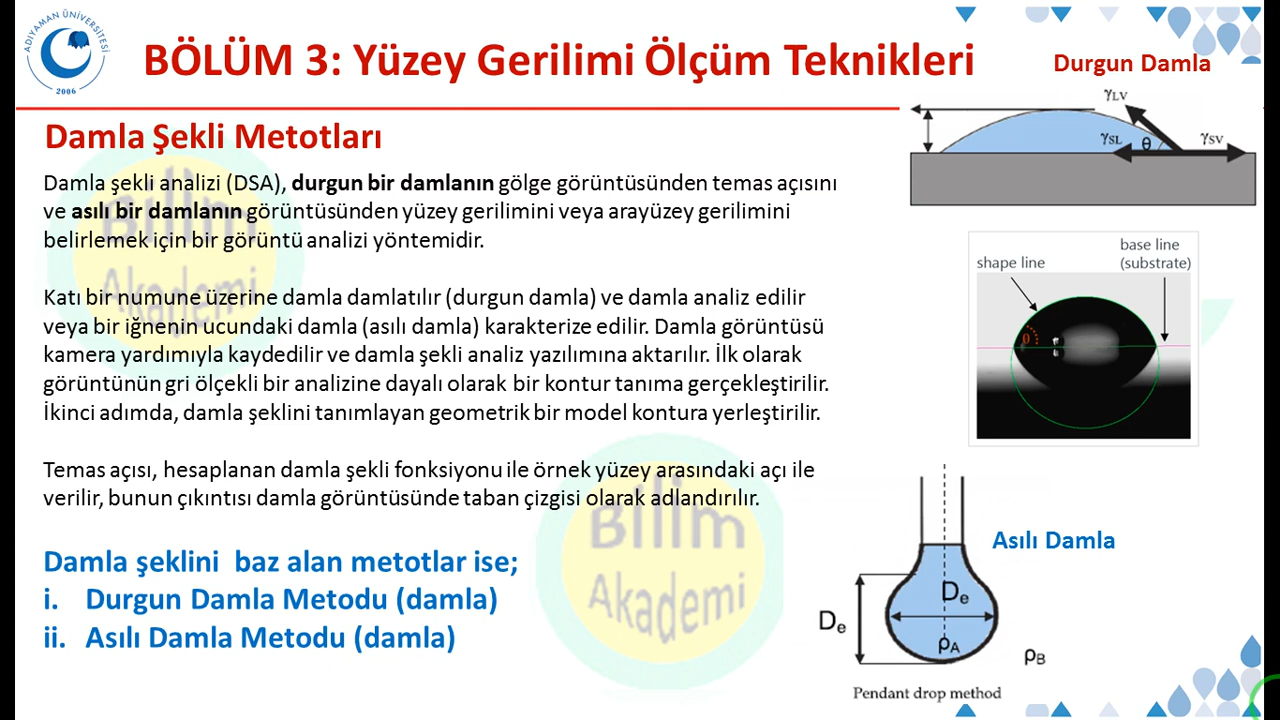 ADIYAMAN ÜNİVERSİTESİ
2006
BÖLÜM 3: Yüzey Gerilimi Ölçüm Teknikleri
Durgun Damla
Damla Şekli Metotları
Damla şekli analizi (DSA), durgun bir damlanın gölge görüntüsünden temas açısını
ve asılı bir damlanın görüntüsünden yüzey gerilimini veya arayüzey gerilimini
belirlemek için bir görüntü analizi yöntemidir.
Katı bir numune üzerine damla damlatılır (durgun damla) ve damla analiz edilir
veya bir iğnenin ucundaki damla (asılı damla) karakterize edilir. Damla görüntüsü
kamera yardımıyla kaydedilir ve damla şekli analiz yazılımına aktarılır. İlk olarak
görüntünün gri ölçekli bir analizine dayalı olarak bir kontur tanıma gerçekleştirilir.
İkinci adımda, damla şeklini tanımlayan geometrik bir model kontura yerleştirilir.
Temas açısı, hesaplanan damla şekli fonksiyonu ile örnek yüzey arasındaki açı ile
verilir, bunun çıkıntısı damla görüntüsünde taban çizgisi olarak adlandırılır.
Damla şeklini baz alan metotlar ise;
i. Durgun Damla Metodu (damla)
ii. Asılı Damla Metodu (damla)
γLV
γSL
θ
γSV
base line
shape line
(substrate)
θ
Asılı Damla
De
De
ρA
ρB
Pendant drop method
Bilim
Akademi
Bilim
Akademi